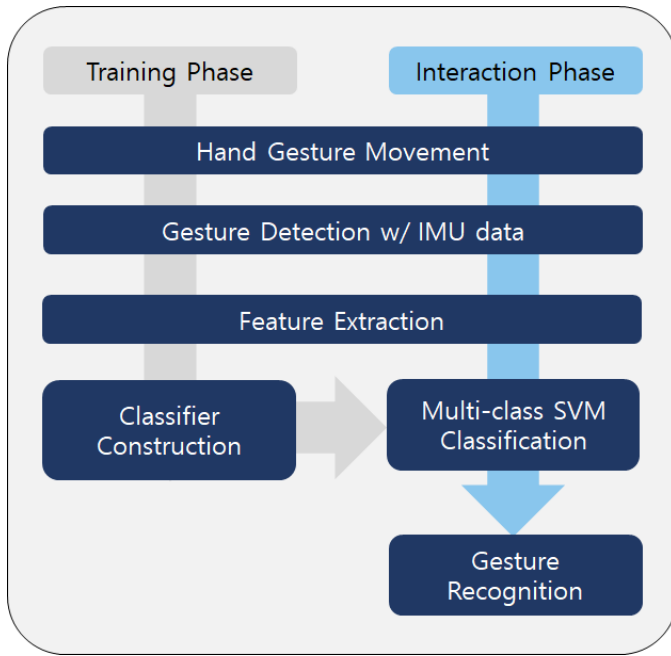 Training Phase
Interaction Phase
Hand Gesture Movement
Gesture Detection w/ IMU data
Feature Extraction
Classifier
Construction
Multi-class SVM
Classification
Gesture
Recognition